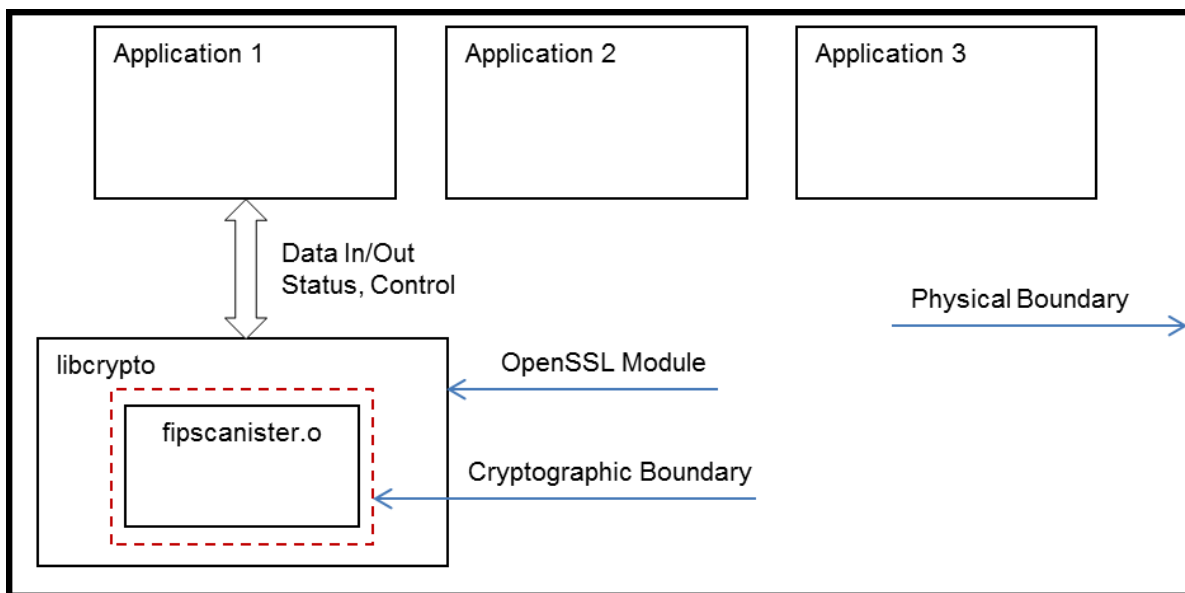 Application 1
Application 2
Application 3
Data In/Out
Status, Control
Physical Boundary
libcrypto
OpenSSL Module
fipscanister.o
Cryptographic Boundary